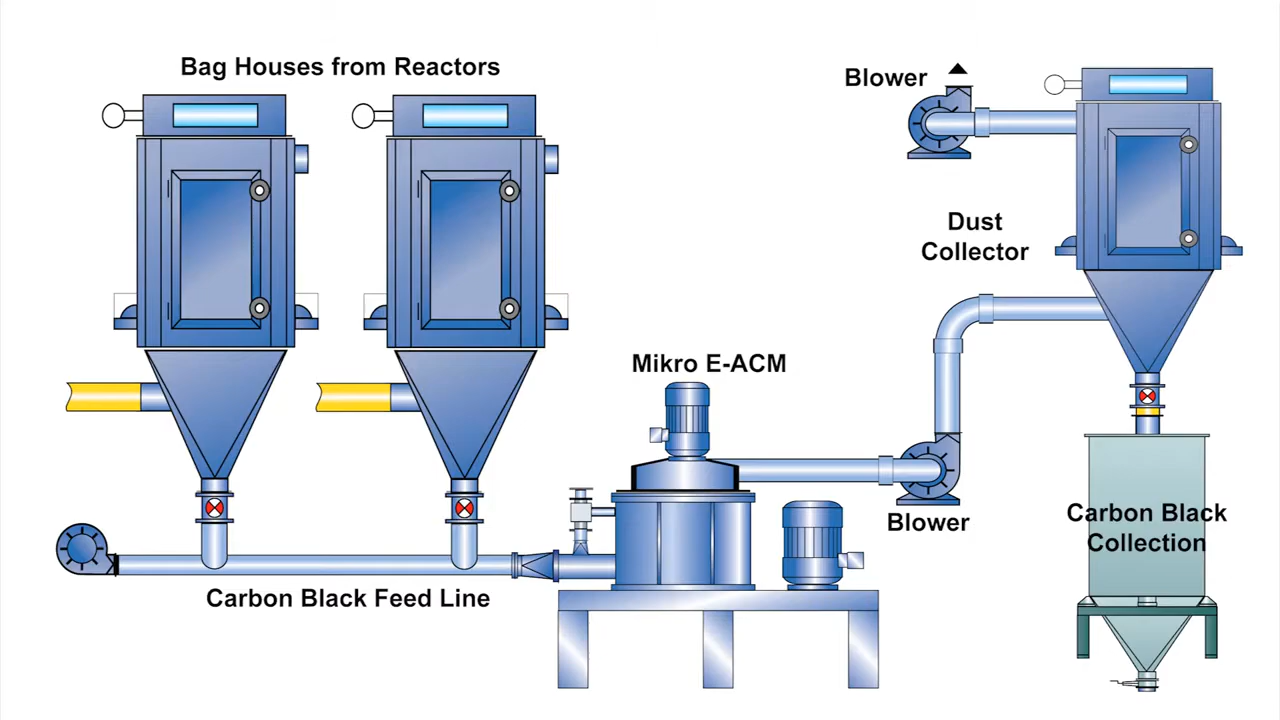 Bag Houses from Reactors
Blower
Dust
Collector
Mikro E-ACM
Blower
Carbon Black
Collection
Carbon Black Feed Line